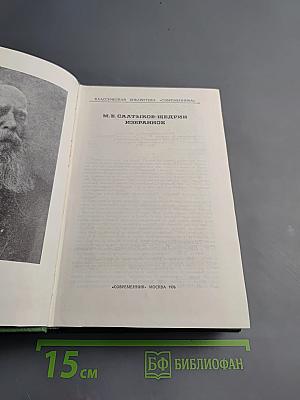 КЛАССИЧЕСКАЯ БИБЛИОТЕКА «СОВРЕМЕННИКА»
М. Е. САЛТЫКОВ-ЩЕДРИН
ИЗБРАННОЕ
«СОВРЕМЕННИК» МОСКВА 1976
15 см
БФ БИБЛИОФАН